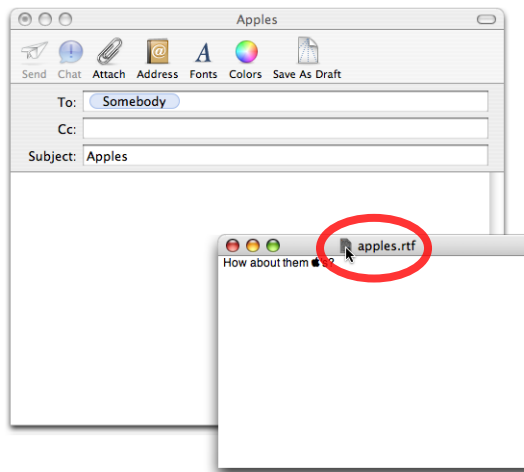 Apples
Send Chat Attach Address Fonts Colors Save As Draft
To: Somebody
Cc:
Subject: Apples
apples.rtf
How about them 's?